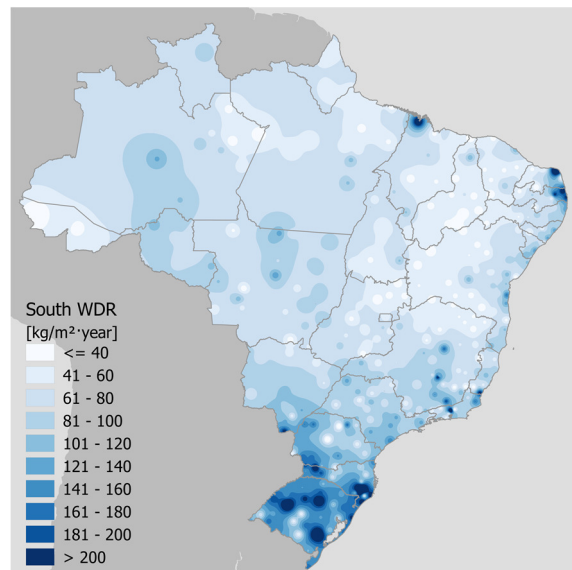 South WDR
[kg/m²·year]
<= 40
41 - 60
61 - 80
81 - 100
101 - 120
121 - 140
141 - 160
161 - 180
181 - 200
> 200